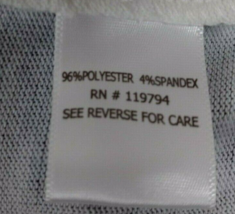 96%POLYESTER 4%SPANDEX
RN # 119794
SEE REVERSE FOR CARE